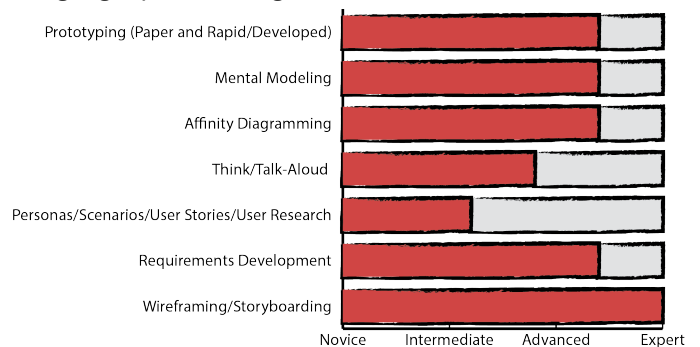 Prototyping (Paper and Rapid/Developed)
Mental Modeling
Affinity Diagramming
Think/Talk-Aloud
Personas/Scenarios/User Stories/User Research
Requirements Development
Wireframing/Storyboarding
Novice Intermediate Advanced Expert